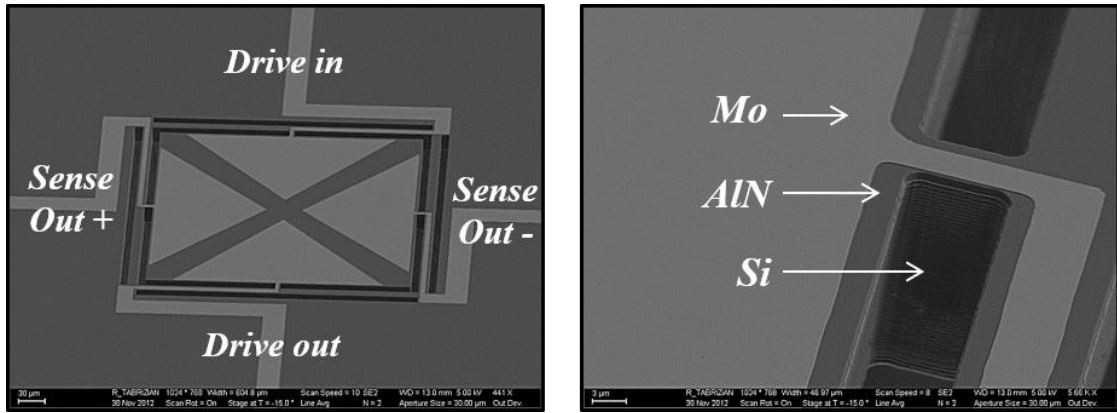 Drive in
Sense
Out +
Sense
Out -
Drive out
30 µm
R_TABRIZIAN 1024 * 768 Width = 604.8 µm Scan Speed = 10 SE2 WD = 13.0 mm 5.00 kV 441 X
30 Nov 2012 Scan Rot = On Stage at T = -15.0 ° Line Avg N = 2 Aperture Size = 30.00 µm Out Dev.
Mo
AlN
Si
3 µm
R_TABRIZIAN 1024 * 768 Width = 46.97 µm Scan Speed = 8 SE2 WD = 13.0 mm 5.00 kV 5.68 K X
30 Nov 2012 Scan Rot = On Stage at T = -15.0 ° Line Avg N = 2 Aperture Size = 30.00 µm Out Dev.